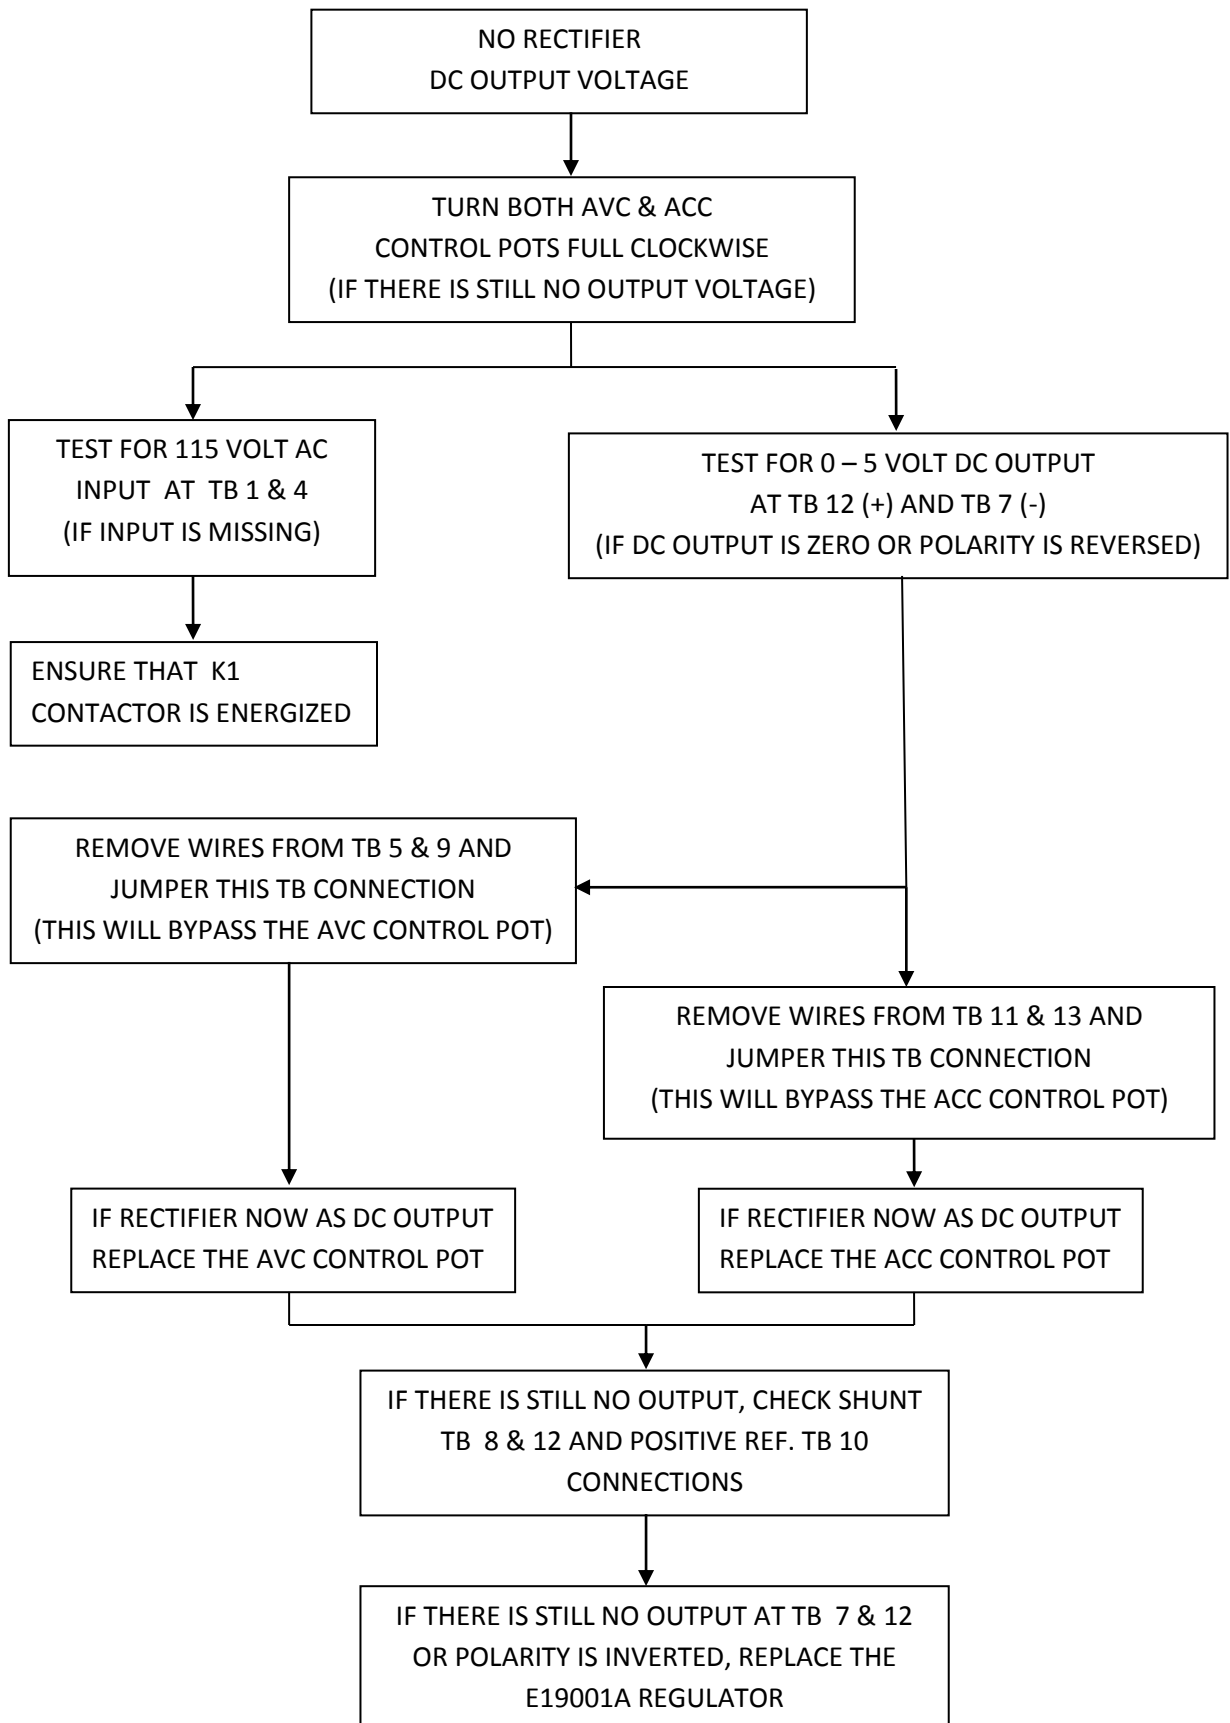 NO RECTIFIER
DC OUTPUT VOLTAGE
TURN BOTH AVC & ACC
CONTROL POTS FULL CLOCKWISE
(IF THERE IS STILL NO OUTPUT VOLTAGE)
TEST FOR 115 VOLT AC
INPUT AT TB 1 & 4
(IF INPUT IS MISSING)
TEST FOR 0 – 5 VOLT DC OUTPUT
AT TB 12 (+) AND TB 7 (-)
(IF DC OUTPUT IS ZERO OR POLARITY IS REVERSED)
ENSURE THAT K1
CONTACTOR IS ENERGIZED
REMOVE WIRES FROM TB 5 & 9 AND
JUMPER THIS TB CONNECTION
(THIS WILL BYPASS THE AVC CONTROL POT)
REMOVE WIRES FROM TB 11 & 13 AND
JUMPER THIS TB CONNECTION
(THIS WILL BYPASS THE ACC CONTROL POT)
IF RECTIFIER NOW AS DC OUTPUT
REPLACE THE AVC CONTROL POT
IF RECTIFIER NOW AS DC OUTPUT
REPLACE THE ACC CONTROL POT
IF THERE IS STILL NO OUTPUT, CHECK SHUNT
TB 8 & 12 AND POSITIVE REF. TB 10
CONNECTIONS
IF THERE IS STILL NO OUTPUT AT TB 7 & 12
OR POLARITY IS INVERTED, REPLACE THE
E19001A REGULATOR